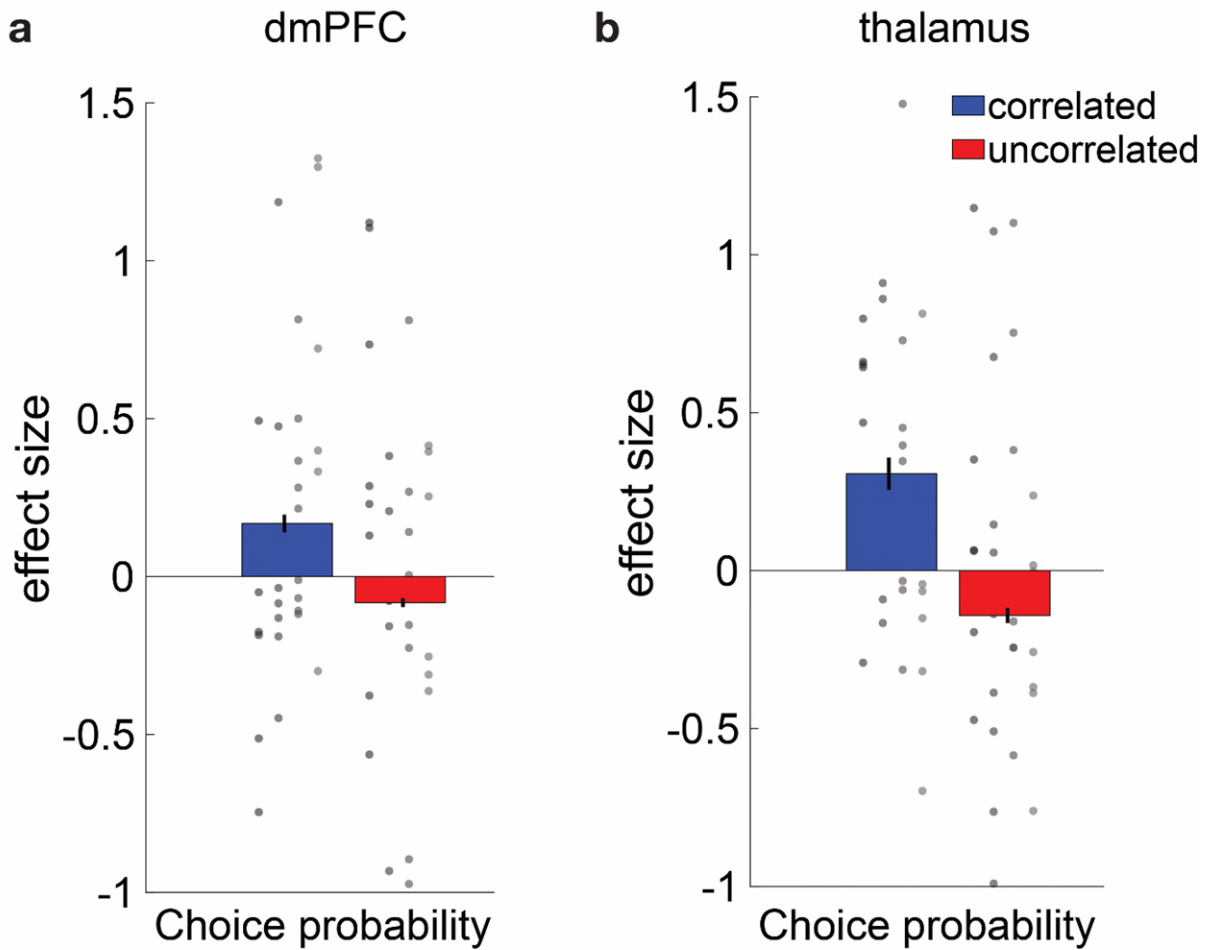 a
dmPFC
1.5
1
0.5
0
-0.5
-1
effect size
Choice probability
b
thalamus
correlated
uncorrelated
1.5
1
0.5
0
-0.5
-1
effect size
Choice probability